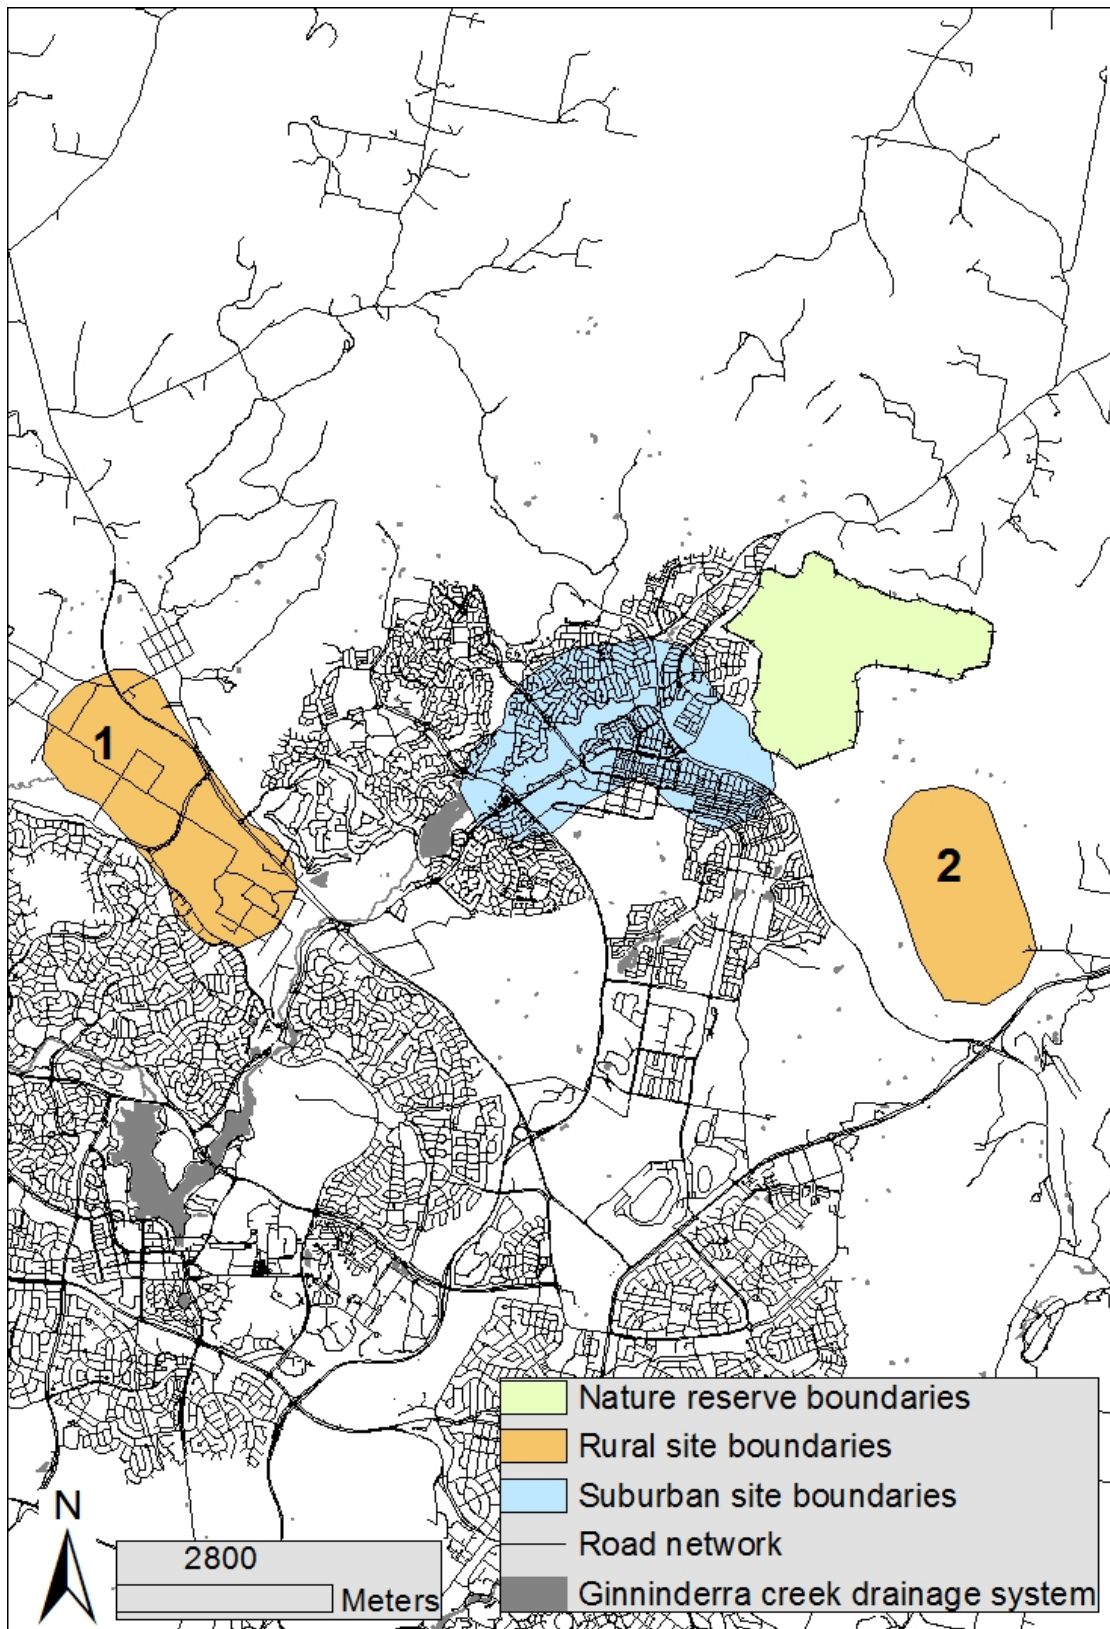 1
2
Nature reserve boundaries
Rural site boundaries
Suburban site boundaries
Road network
Ginninderra creek drainage system
N
2800
Meters